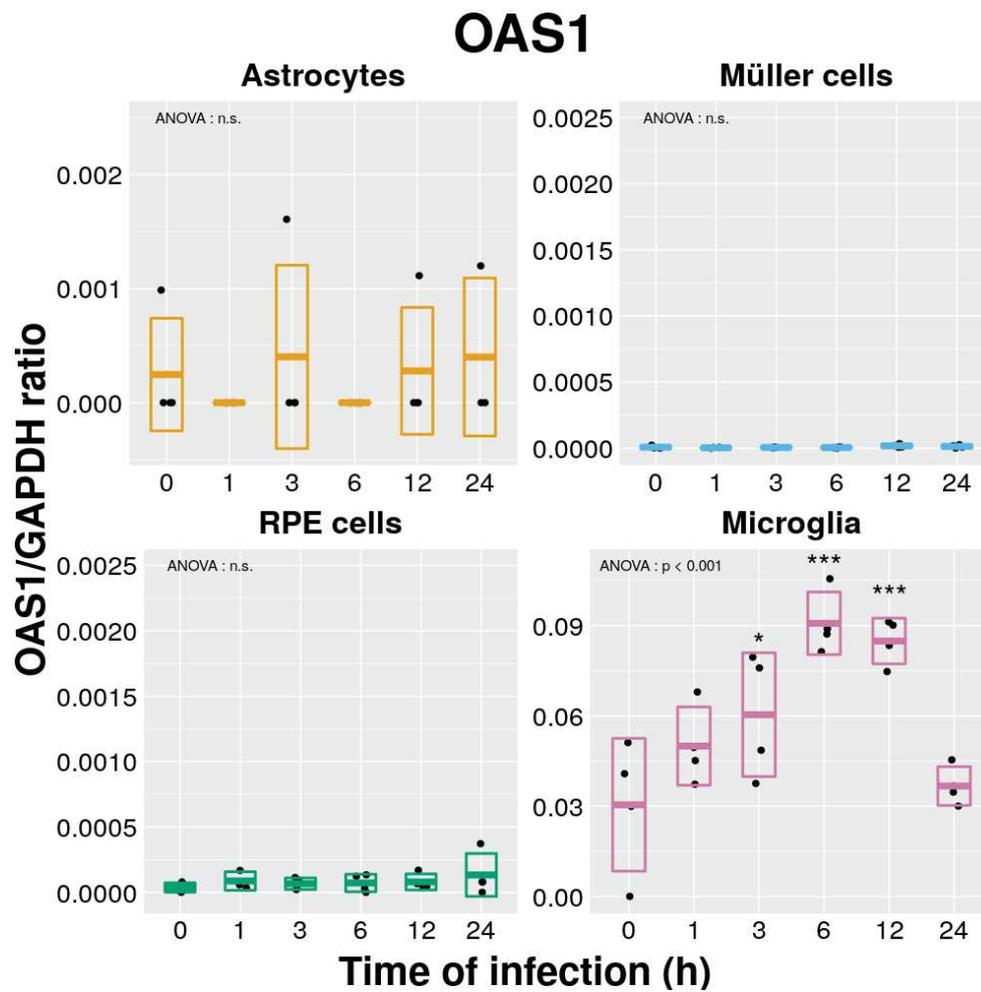 OAS1
Astrocytes
ANOVA : n.s.
0.002
0.001
0.000
0 1 3 6 12 24
Müller cells
ANOVA : n.s.
0.0025
0.0020
0.0015
0.0010
0.0005
0.0000
0 1 3 6 12 24
OAS1/GAPDH ratio
RPE cells
ANOVA : n.s.
0.0025
0.0020
0.0015
0.0010
0.0005
0.0000
0 1 3 6 12 24
Microglia
ANOVA : p < 0.001
***
***
*
0.09
0.06
0.03
0.00
0 1 3 6 12 24
Time of infection (h)